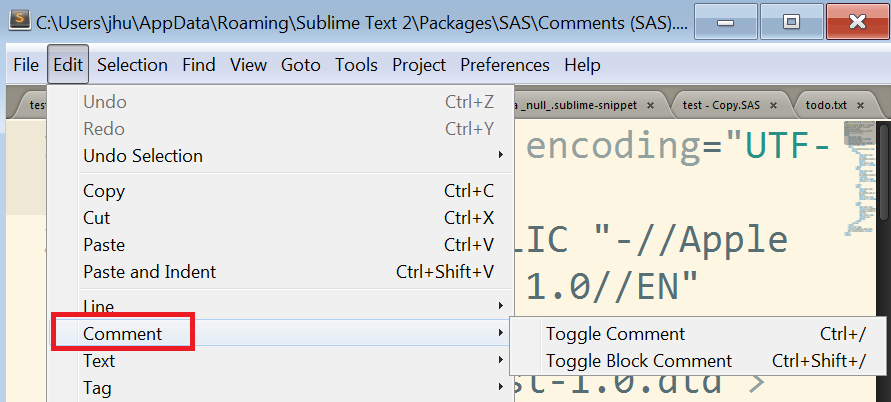 C:\Users\jhu\AppData\Roaming\Sublime Text 2\Packages\SAS\Comments (SAS)....
File Edit Selection Find View Goto Tools Project Preferences Help
test _null_.sublime-snippet × test - Copy.SAS × todo.txt ×
Undo Ctrl+Z
Redo Ctrl+Y
Undo Selection
Copy Ctrl+C
Cut Ctrl+X
Paste Ctrl+V
Paste and Indent Ctrl+Shift+V
Line
Comment
Text
Tag
Toggle Comment Ctrl+/
Toggle Block Comment Ctrl+Shift+/
encoding="UTF-
LIC "-//Apple
1.0//EN"
st-1.0.dtd">